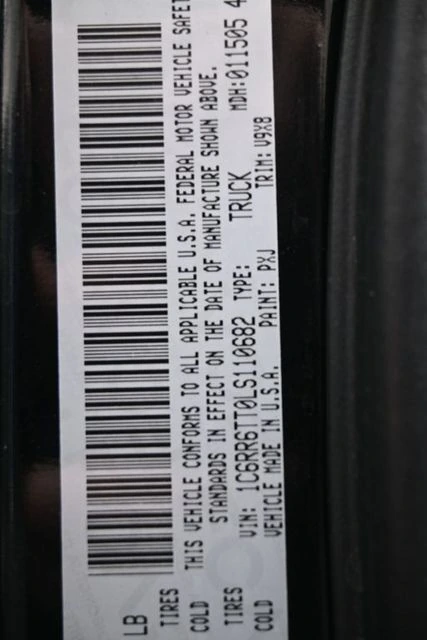 LB
TIRES
COLD
TIRES
COLD
THIS VEHICLE CONFORMS TO ALL APPLICABLE U.S.A. FEDERAL MOTOR VEHICLE
STANDARDS IN EFFECT ON THE DATE OF MANUFACTURE SHOWN ABOVE.
VIN: 1C6RR6TT0LS110682 TYPE: TRUCK MDH:011505 4
VEHICLE MADE IN U.S.A. PAINT: PXJ TRIM: V9X8